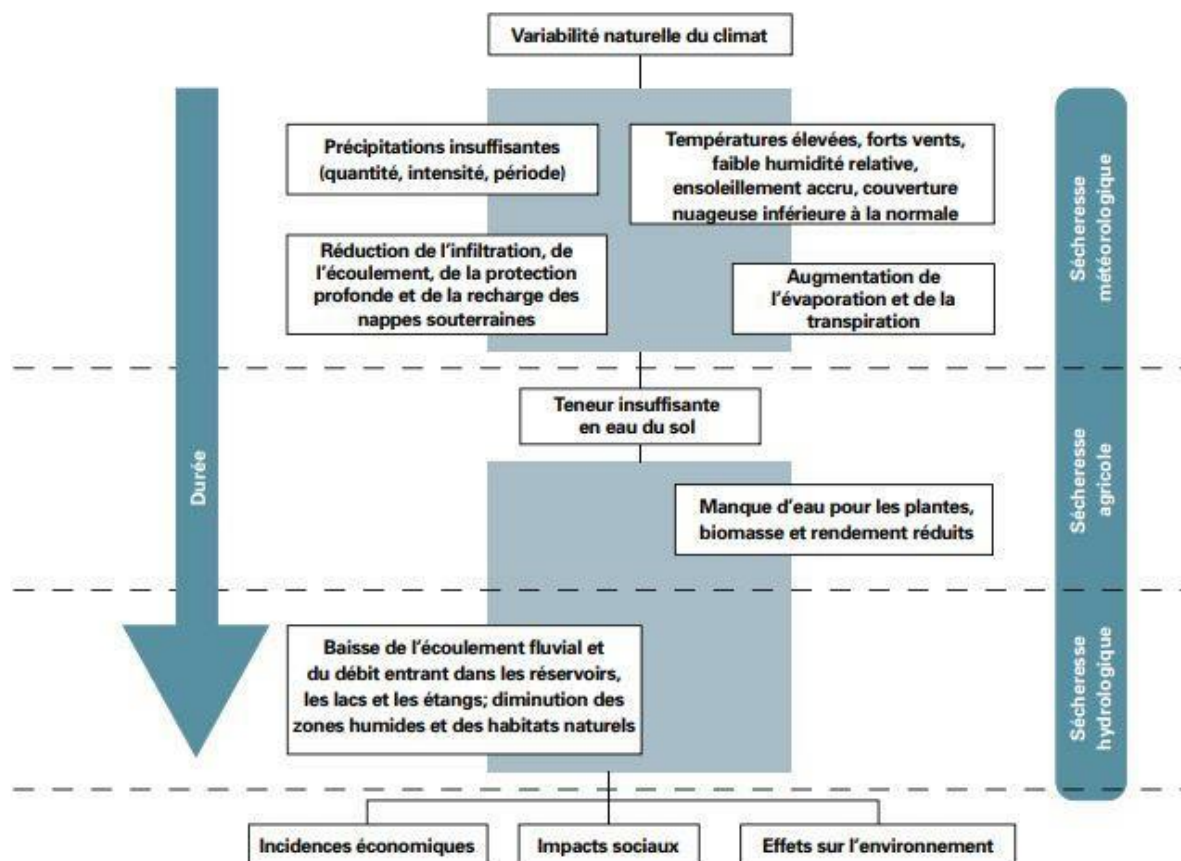 Variabilité naturelle du climat
Précipitations insuffisantes
(quantité, intensité, période)
Températures élevées, forts vents,
faible humidité relative,
ensoleillement accru, couverture
nuageuse inférieure à la normale
Réduction de l'infiltration, de
l'écoulement, de la protection
profonde et de la recharge des
nappes souterraines
Augmentation de
l'évaporation et de la
transpiration
Sécheresse
météorologique
Teneur insuffisante
en eau du sol
Durée
Manque d'eau pour les plantes,
biomasse et rendement réduits
Sécheresse
agricole
Baisse de l'écoulement fluvial et
du débit entrant dans les réservoirs,
les lacs et les étangs; diminution des
zones humides et des habitats naturels
Sécheresse
hydrologique
Incidences économiques
Impacts sociaux
Effets sur l'environnement